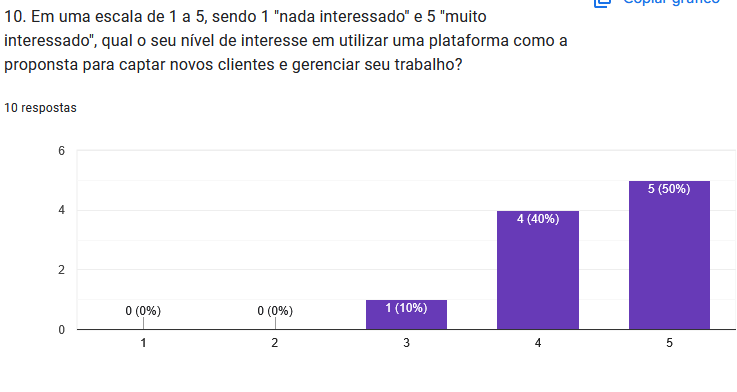 Copiar gráfico
10. Em uma escala de 1 a 5, sendo 1 "nada interessado" e 5 "muito
interessado", qual o seu nível de interesse em utilizar uma plataforma como a
proponsta para captar novos clientes e gerenciar seu trabalho?
10 respostas
6
4
2
0
0 (0%)
0 (0%)
1 (10%)
4 (40%)
5 (50%)
1
2
3
4
5